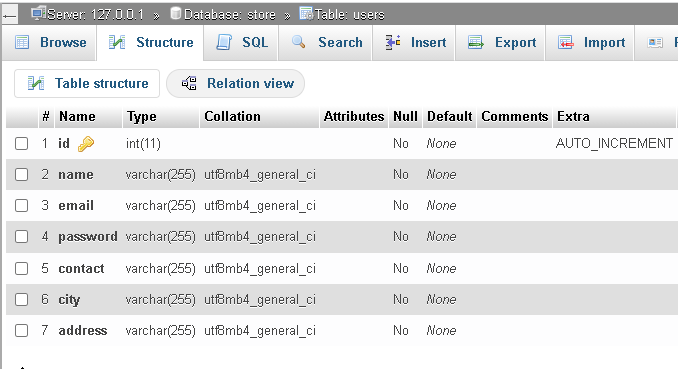 Server: 127.0.0.1 » Database: store » Table: users
Browse Structure SQL Search Insert Export Import
Table structure Relation view
# Name Type Collation Attributes Null Default Comments Extra
1 id int(11) No None AUTO_INCREMENT
2 name varchar(255) utf8mb4_general_ci No None
3 email varchar(255) utf8mb4_general_ci No None
4 password varchar(255) utf8mb4_general_ci No None
5 contact varchar(255) utf8mb4_general_ci No None
6 city varchar(255) utf8mb4_general_ci No None
7 address varchar(255) utf8mb4_general_ci No None